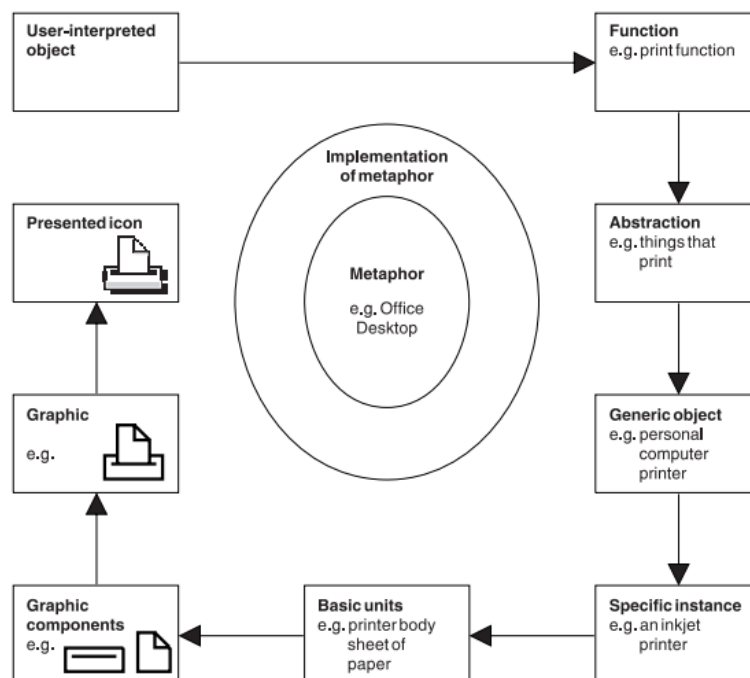 User-interpreted
object
Function
e.g. print function
Implementation
of metaphor
Presented icon
Metaphor
e.g. Office
Desktop
Abstraction
e.g. things that
print
Graphic
e.g.
Generic object
e.g. personal
computer
printer
Graphic
components
e.g.
Basic units
e.g. printer body
sheet of
paper
Specific instance
e.g. an inkjet
printer